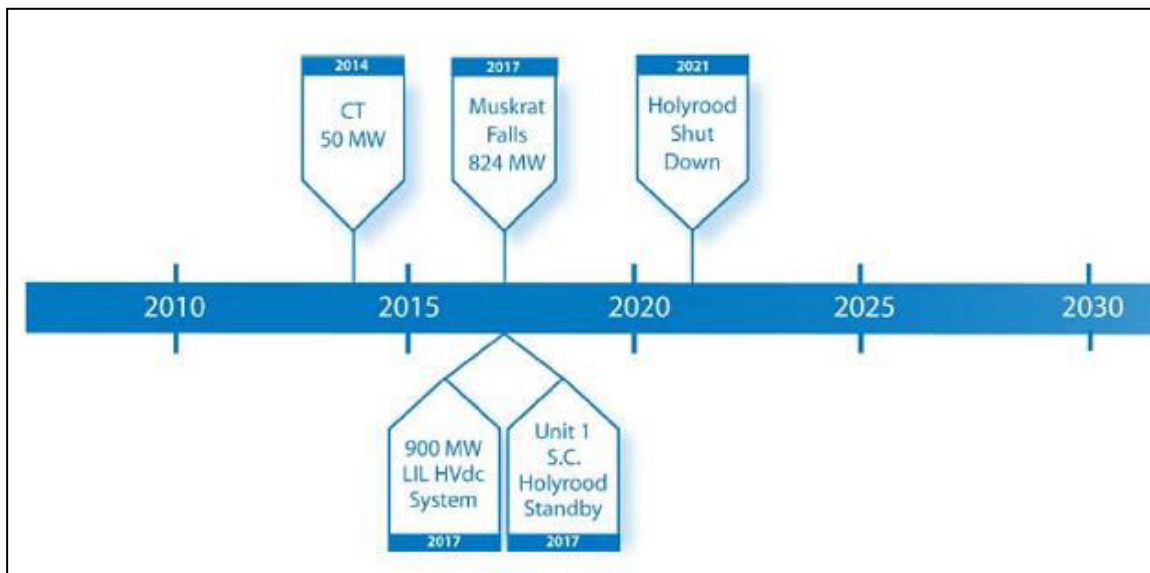 2014
CT
50 MW
2017
Muskrat
Falls
824 MW
2021
Holyrood
Shut
Down
2010
2015
2020
2025
2030
900 MW
LIL HVdc
System
2017
Unit 1
S.C.
Holyrood
Standby
2017